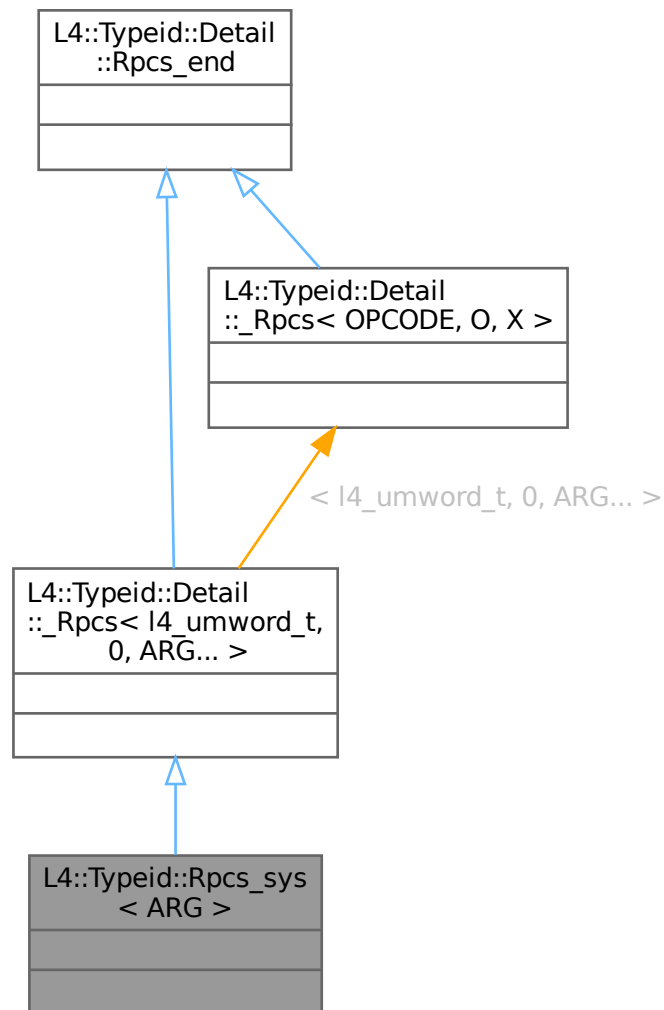 L4::Typeid::Detail
::Rpcs_end
L4::Typeid::Detail
::_Rpcs< OPCODE, O, X >
< l4_umword_t, 0, ARG... >
L4::Typeid::Detail
::_Rpcs< l4_umword_t,
0, ARG... >
L4::Typeid::Rpcs_sys
< ARG >